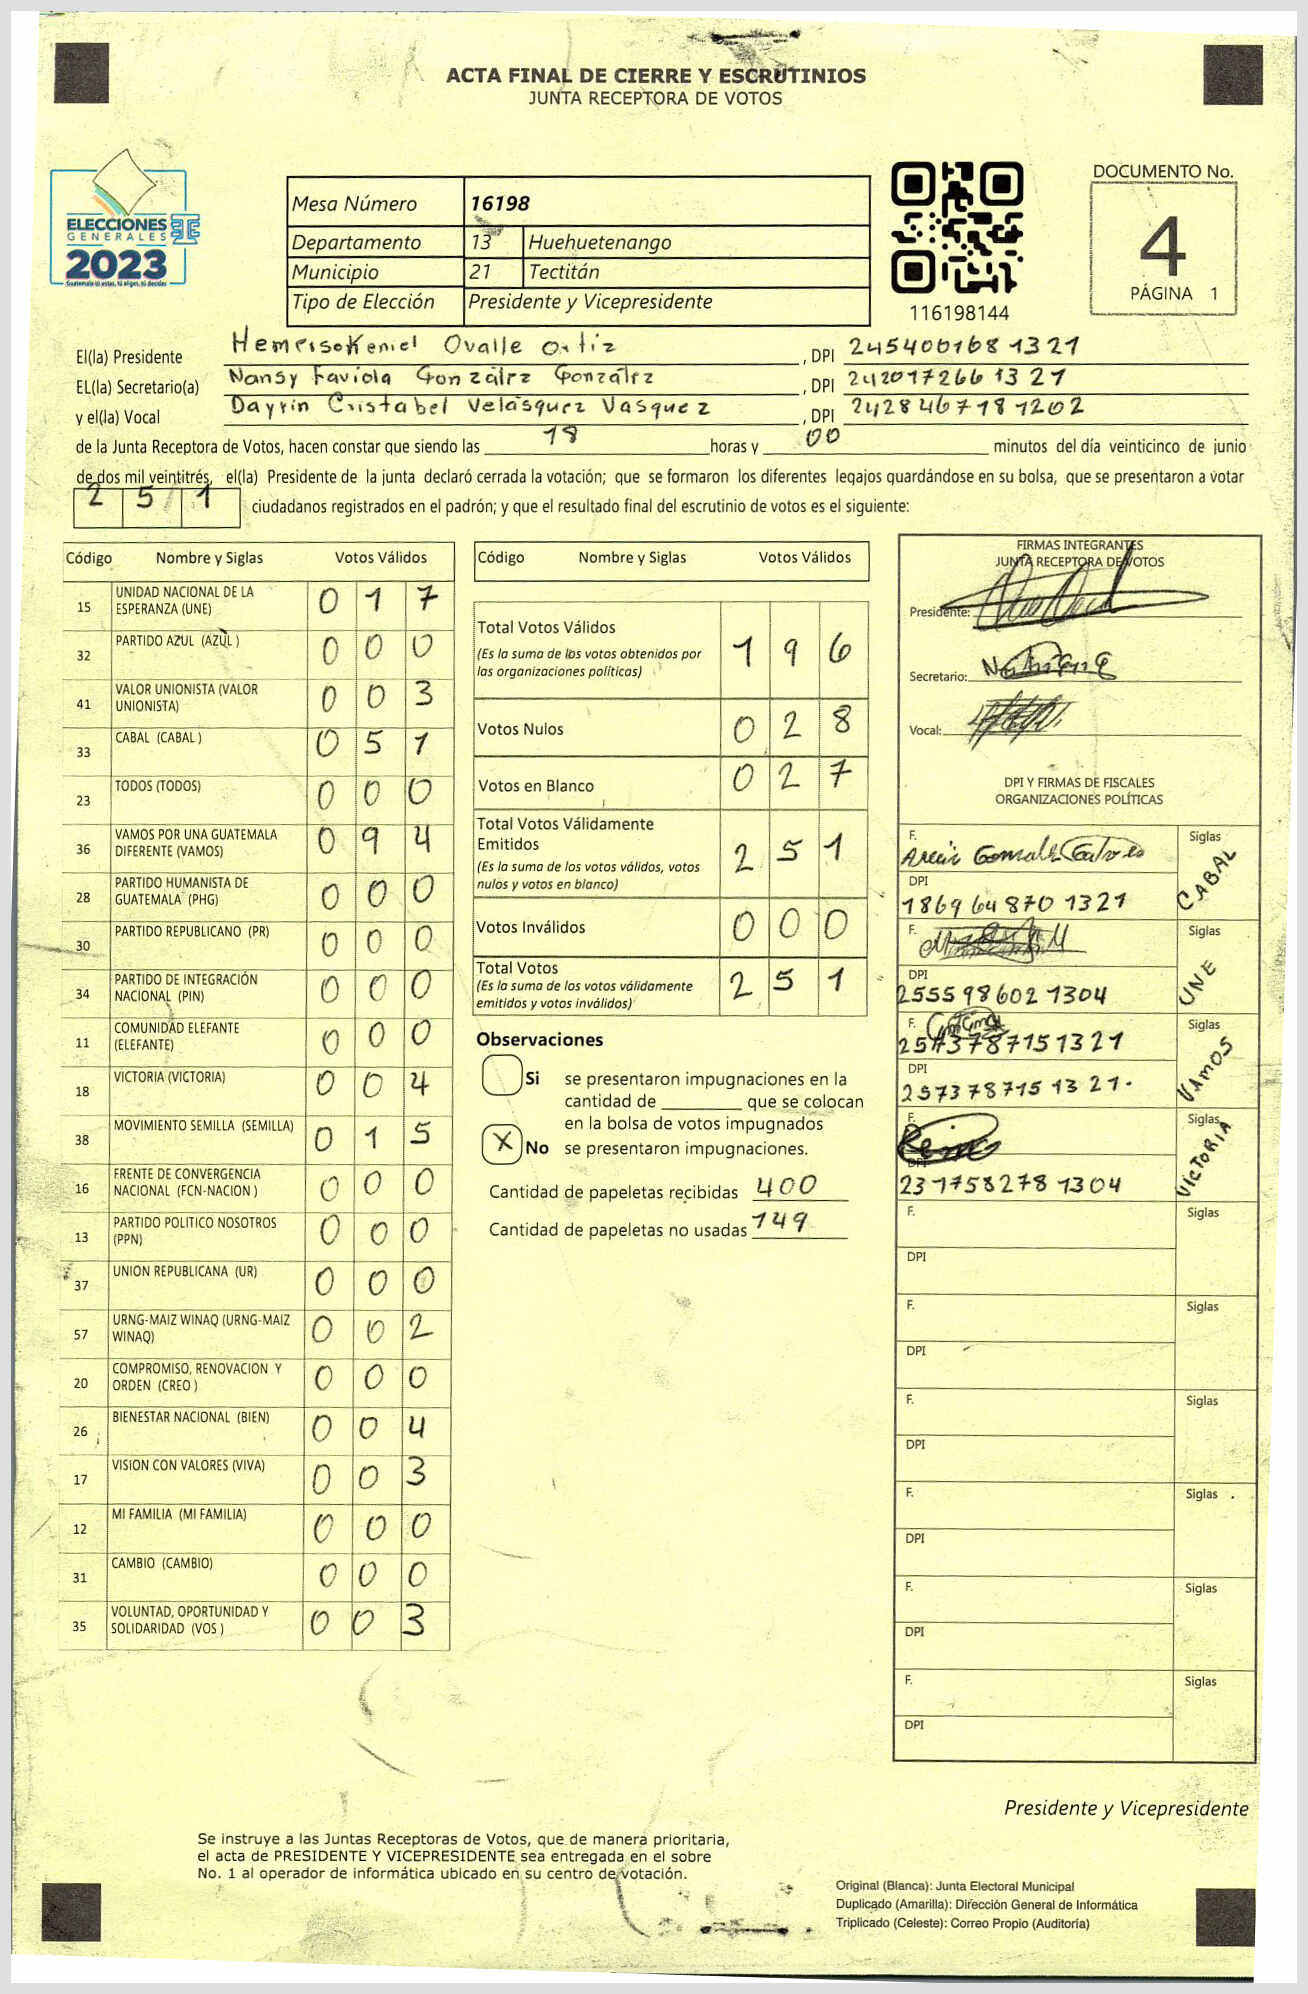 ACTA FINAL DE CIERRE Y ESCRUTINIOS
JUNTA RECEPTORA DE VOTOS
ELECCIONES
GENERALES
2023
Mesa Número 16198
Departamento 13 Huehuetenango
Municipio 21 Tectitán
Tipo de Elección Presidente y Vicepresidente
116198144
DOCUMENTO No.
4
PÁGINA 1
El(la) Presidente Ovalle Ortiz , DPI 245400168 1321
EL(la) Secretario(a) Nansy Faviola González González , DPI 242017266 1321
y el(la) Vocal Dayrin Cristabel Velásquez Vasquez , DPI 242846718 1202
de la Junta Receptora de Votos, hacen constar que siendo las 18 horas y 00 minutos del día veinticinco de junio
de dos mil veintitrés, el(la) Presidente de la junta declaró cerrada la votación; que se formaron los diferentes legajos quardándose en su bolsa, que se presentaron a votar
2 5 1 ciudadanos registrados en el padrón; y que el resultado final del escrutinio de votos es el siguiente:
Código Nombre y Siglas Votos Válidos
15 UNIDAD NACIONAL DE LA ESPERANZA (UNE) 0 1 7
32 PARTIDO AZUL (AZUL ) 0 0 0
41 VALOR UNIONISTA (VALOR UNIONISTA) 0 0 3
33 CABAL (CABAL ) 0 5 1
23 TODOS (TODOS) 0 0 0
36 VAMOS POR UNA GUATEMALA DIFERENTE (VAMOS) 0 9 4
28 PARTIDO HUMANISTA DE GUATEMALA (PHG) 0 0 0
30 PARTIDO REPUBLICANO (PR) 0 0 0
34 PARTIDO DE INTEGRACIÓN NACIONAL (PIN) 0 0 0
11 COMUNIDAD ELEFANTE (ELEFANTE) 0 0 0
18 VICTORIA (VICTORIA) 0 0 4
38 MOVIMIENTO SEMILLA (SEMILLA) 0 1 5
16 FRENTE DE CONVERGENCIA NACIONAL (FCN-NACION ) 0 0 0
13 PARTIDO POLITICO NOSOTROS (PPN) 0 0 0
37 UNION REPUBLICANA (UR) 0 0 0
57 URNG-MAIZ WINAQ (URNG-MAIZ WINAQ) 0 0 2
20 COMPROMISO, RENOVACION Y ORDEN (CREO ) 0 0 0
26 BIENESTAR NACIONAL (BIEN) 0 0 4
17 VISION CON VALORES (VIVA) 0 0 3
12 MI FAMILIA (MI FAMILIA) 0 0 0
31 CAMBIO (CAMBIO) 0 0 0
35 VOLUNTAD, OPORTUNIDAD Y SOLIDARIDAD (VOS ) 0 0 3
Código Nombre y Siglas Votos Válidos
Total Votos Válidos 1 9 6
(Es la suma de los votos obtenidos por
las organizaciones políticas)
Votos Nulos 0 2 8
Votos en Blanco 0 2 7
Total Votos Válidamente
Emitidos 2 5 1
(Es la suma de los votos válidos, votos
nulos y votos en blanco)
Votos Inválidos 0 0 0
Total Votos 2 5 1
(Es la suma de los votos válidamente
emitidos y votos inválidos)
Observaciones
Si se presentaron impugnaciones en la
cantidad de ________ que se colocan
en la bolsa de votos impugnados
X No se presentaron impugnaciones.
Cantidad de papeletas recibidas 400
Cantidad de papeletas no usadas 149
FIRMAS INTEGRANTES
JUNTA RECEPTORA DE VOTOS
Presidente:
Secretario:
Vocal:
DPI Y FIRMAS DE FISCALES
ORGANIZACIONES POLÍTICAS
F. Siglas CABAL
DPI
186964870 1321
F. Siglas UNE
DPI
255598602 1304
F. Siglas VAMOS
257378715 1321
DPI
257378715 1321.
F. Siglas VICTORIA
DPI
231758278 1304
F. Siglas
DPI
F. Siglas
DPI
F. Siglas
DPI
F. Siglas
DPI
F. Siglas
DPI
F. Siglas
DPI
Presidente y Vicepresidente
Se instruye a las Juntas Receptoras de Votos, que de manera prioritaria,
el acta de PRESIDENTE Y VICEPRESIDENTE sea entregada en el sobre
No. 1 al operador de informática ubicado en su centro de votación.
Original (Blanca): Junta Electoral Municipal
Duplicado (Amarilla): Dirección General de Informática
Triplicado (Celeste): Correo Propio (Auditoría)